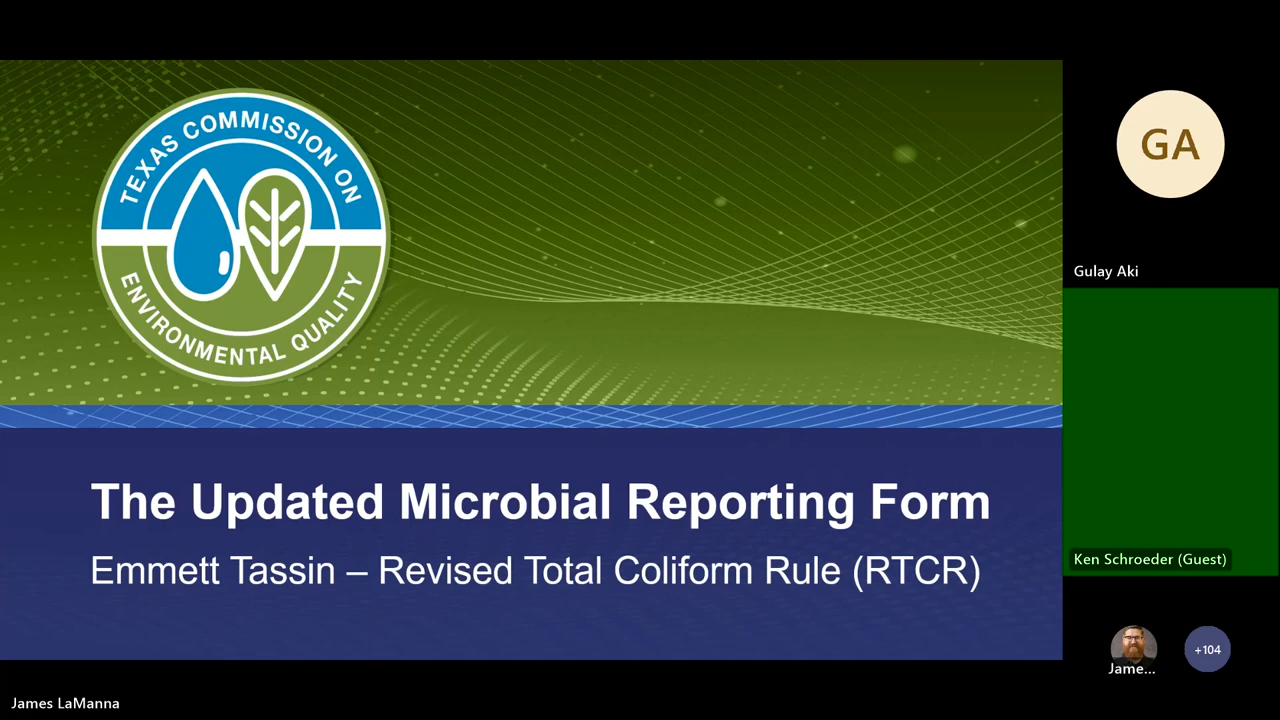 TEXAS COMMISSION ON
ENVIRONMENTAL QUALITY
The Updated Microbial Reporting Form
Emmett Tassin – Revised Total Coliform Rule (RTCR)
GA
Gulay Aki
Ken Schroeder (Guest)
Jame...
+104
James LaManna